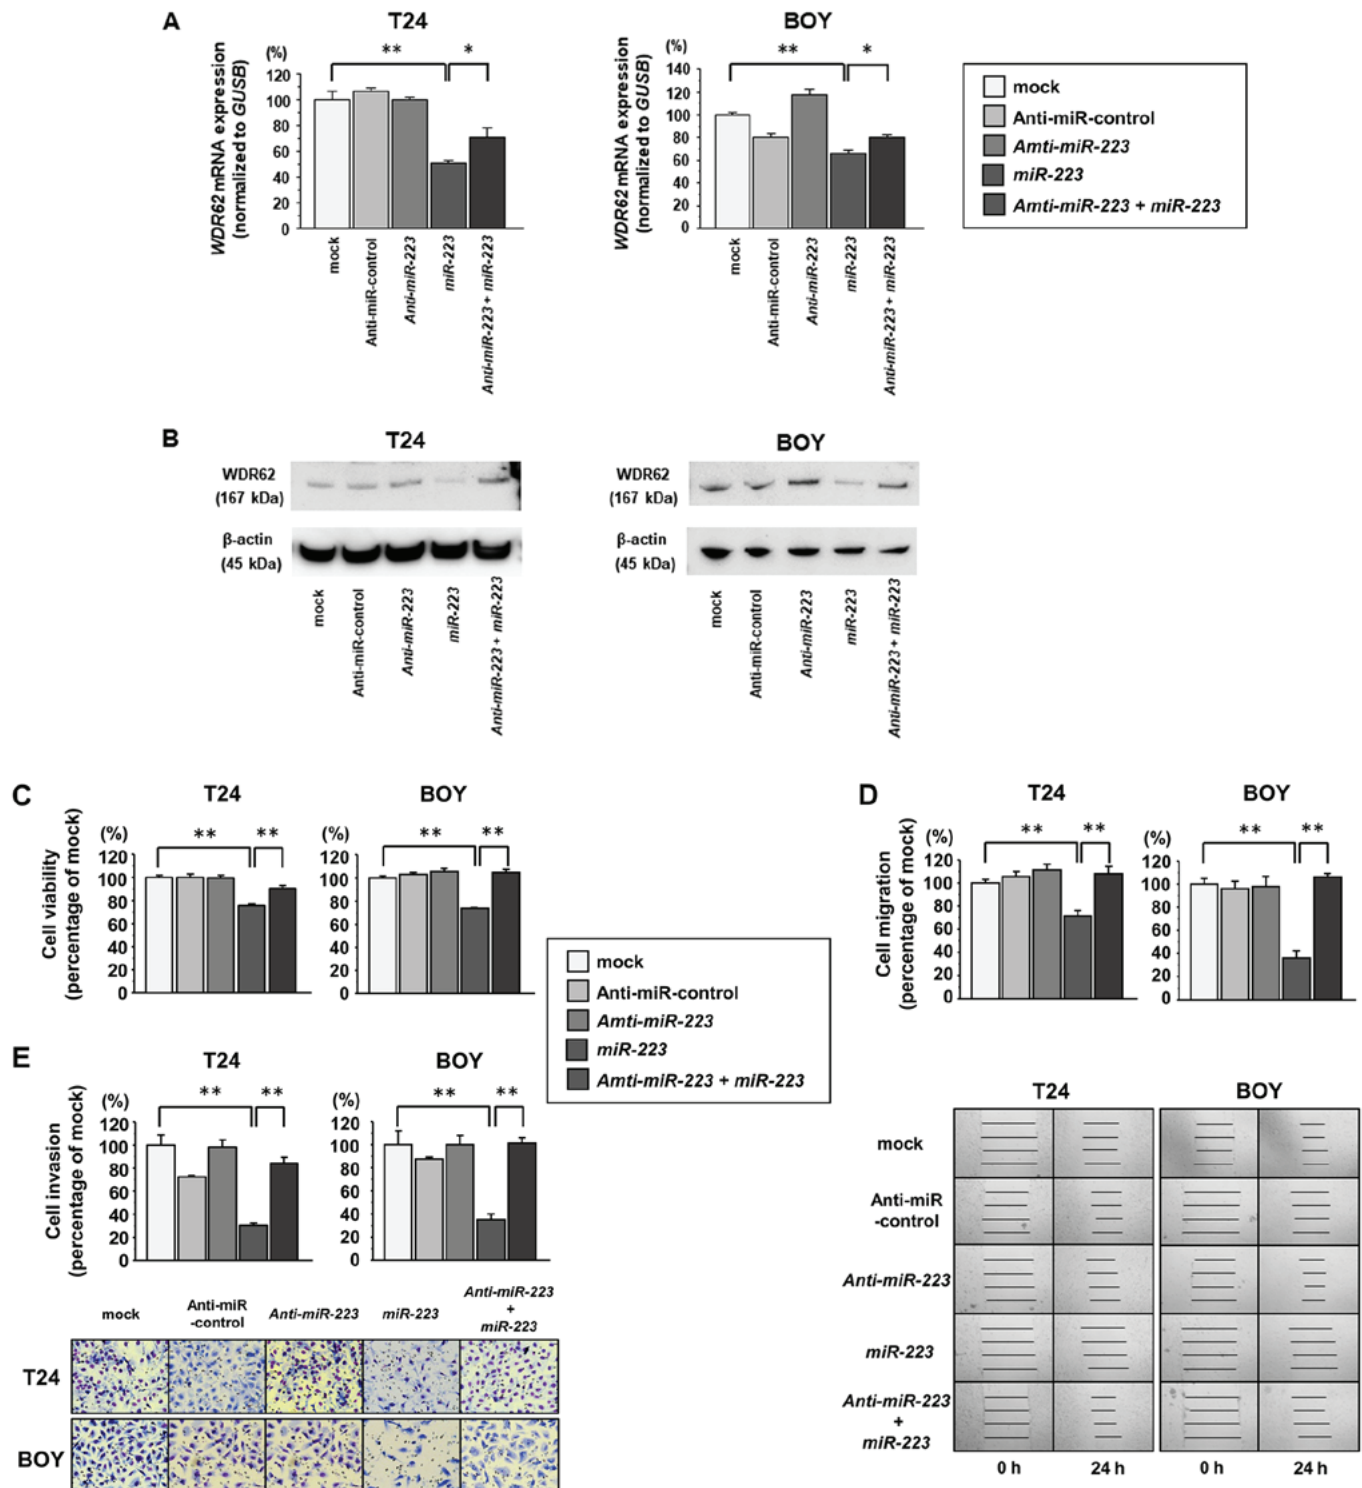 A
T24
BOY
(%)
**
*
WDR62 mRNA expression
(normalized to GUSB)
120
100
80
60
40
20
0
mock
Anti-miR-control
Anti-miR-223
miR-223
Anti-miR-223 + miR-223
(%)
**
*
WDR62 mRNA expression
(normalized to GUSB)
140
120
100
80
60
40
20
0
mock
Anti-miR-control
Anti-miR-223
miR-223
Anti-miR-223 + miR-223
mock
Anti-miR-control
Amti-miR-223
miR-223
Amti-miR-223 + miR-223
B
T24
WDR62
(167 kDa)
β-actin
(45 kDa)
mock
Anti-miR-control
Anti-miR-223
miR-223
Anti-miR-223 + miR-223
BOY
WDR62
(167 kDa)
β-actin
(45 kDa)
mock
Anti-miR-control
Anti-miR-223
miR-223
Anti-miR-223 + miR-223
C
T24
(%)
**
**
Cell viability
(percentage of mock)
120
100
80
60
40
20
0
BOY
(%)
**
**
120
100
80
60
40
20
0
D
T24
(%)
**
**
Cell migration
(percentage of mock)
120
100
80
60
40
20
0
BOY
(%)
**
**
120
100
80
60
40
20
0
mock
Anti-miR-control
Amti-miR-223
miR-223
Amti-miR-223 + miR-223
E
T24
(%)
**
**
Cell invasion
(percentage of mock)
120
100
80
60
40
20
0
BOY
(%)
**
**
120
100
80
60
40
20
0
mock
Anti-miR
-control
Anti-miR-223
miR-223
Anti-miR-223
+
miR-223
T24
BOY
T24
BOY
mock
Anti-miR
-control
Anti-miR-223
miR-223
Anti-miR-223
+
miR-223
0 h
24 h
0 h
24 h